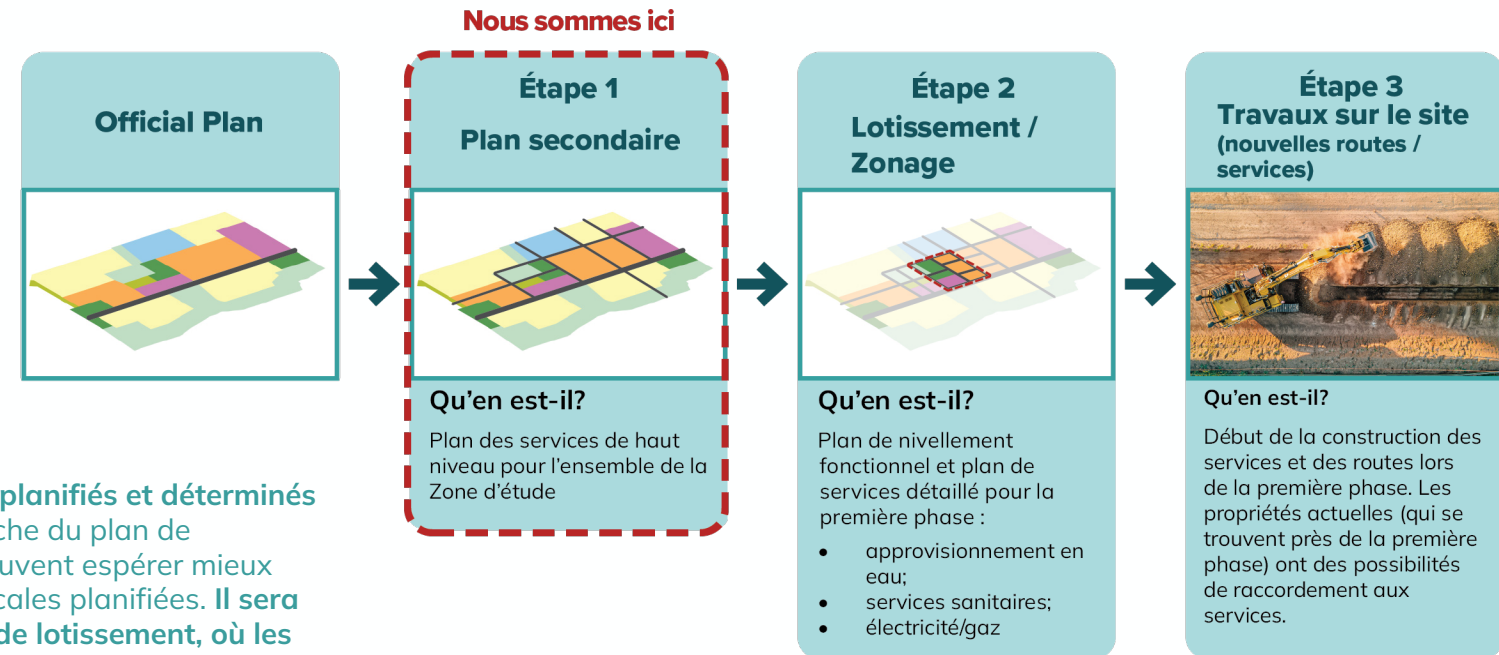 Nous sommes ici
Official Plan
Étape 1
Plan secondaire
Qu'en est-il?
Plan des services de haut
niveau pour l'ensemble de la
Zone d'étude
Étape 2
Lotissement /
Zonage
Qu'en est-il?
Plan de nivellement
fonctionnel et plan de
services détaillé pour la
première phase :
• approvisionnement en
eau;
• services sanitaires;
• électricité/gaz
Étape 3
Travaux sur le site
(nouvelles routes /
services)
Qu'en est-il?
Début de la construction des
services et des routes lors
de la première phase. Les
propriétés actuelles (qui se
trouvent près de la première
phase) ont des possibilités
de raccordement aux
services.
planifiés et déterminés
che du plan de
uvent espérer mieux
cales planifiées. Il sera
de lotissement, où les